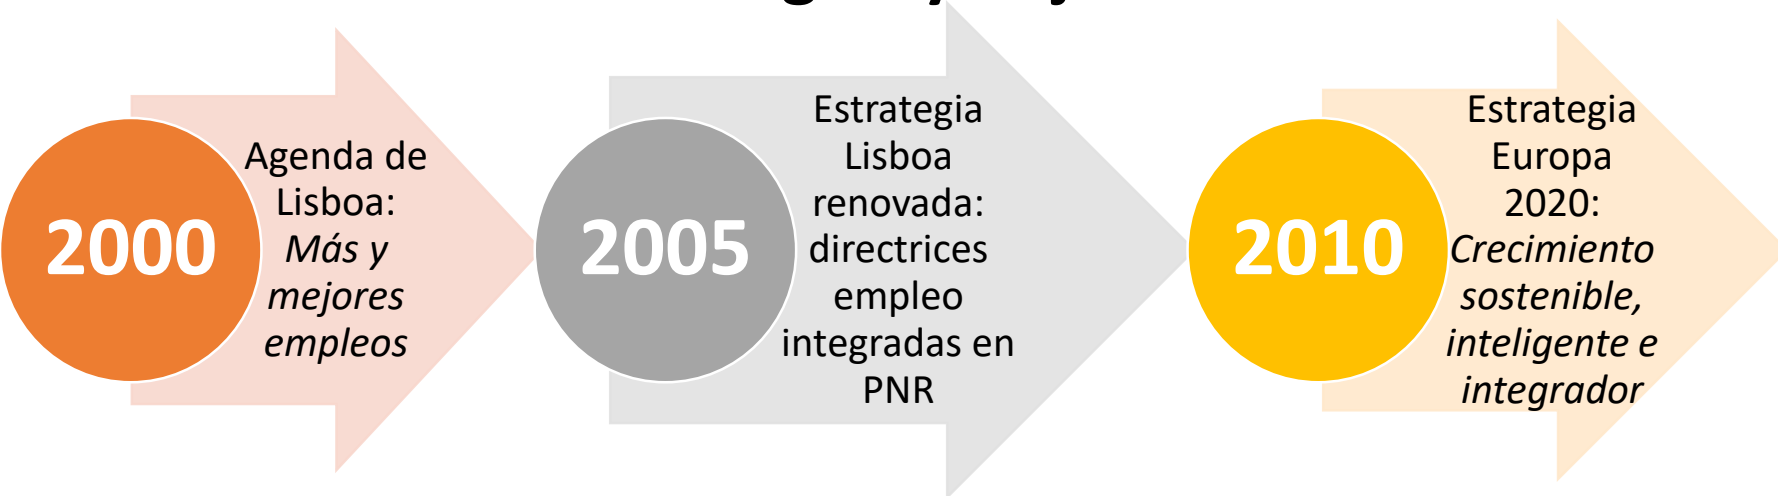 2000
Agenda de
Lisboa:
Más y
mejores
empleos
2005
Estrategia
Lisboa
renovada:
directrices
empleo
integradas en
PNR
2010
Estrategia
Europa
2020:
Crecimiento
sostenible,
inteligente e
integrador